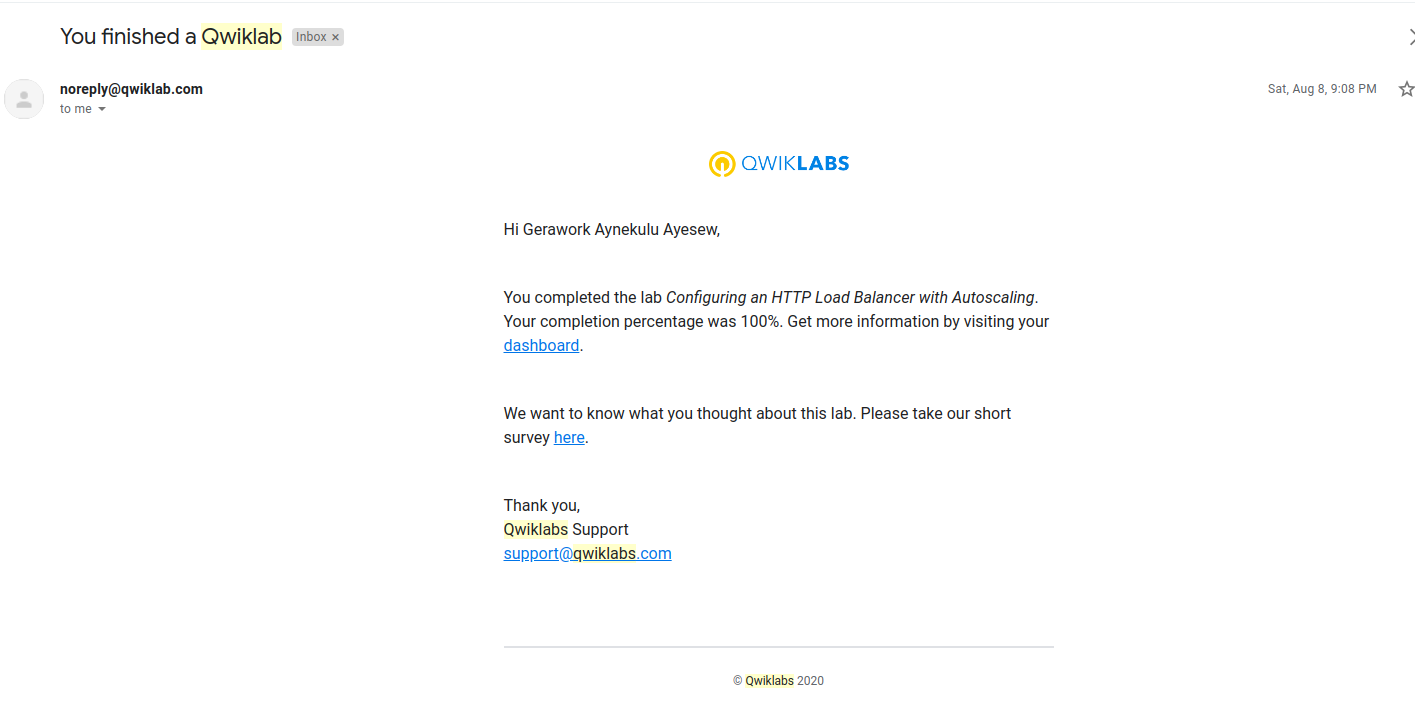 You finished a Qwiklab Inbox ×
noreply@qwiklab.com
Sat, Aug 8, 9:08 PM
to me
QWIKLABS
Hi Gerawork Aynekulu Ayesew,
You completed the lab Configuring an HTTP Load Balancer with Autoscaling.
Your completion percentage was 100%. Get more information by visiting your
dashboard.
We want to know what you thought about this lab. Please take our short
survey here.
Thank you,
Qwiklabs Support
support@qwiklabs.com
© Qwiklabs 2020